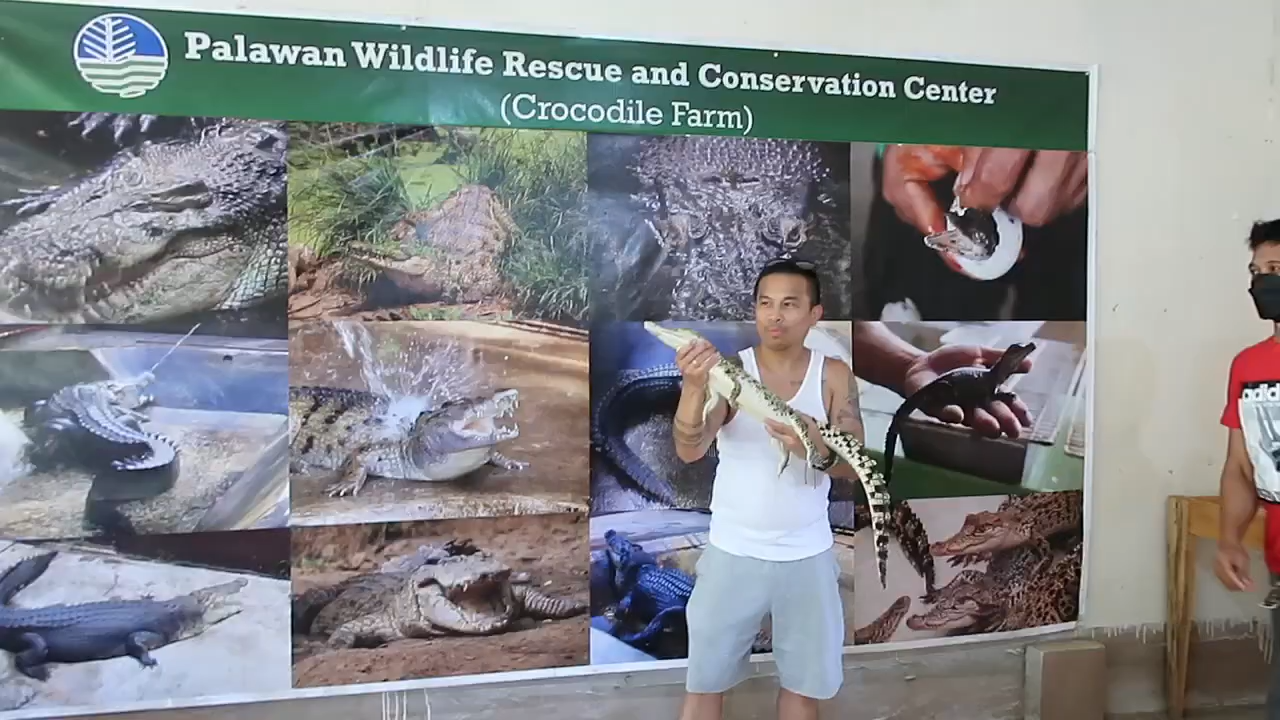 Palawan Wildlife Rescue and Conservation Center
(Crocodile Farm)